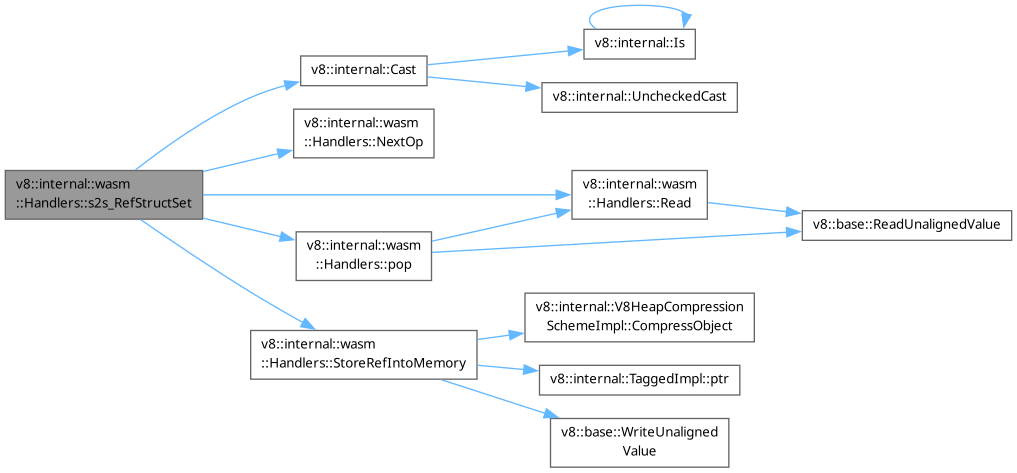 v8::internal::wasm
::Handlers::s2s_RefStructSet
v8::internal::Cast
v8::internal::Is
v8::internal::UncheckedCast
v8::internal::wasm
::Handlers::NextOp
v8::internal::wasm
::Handlers::Read
v8::base::ReadUnalignedValue
v8::internal::wasm
::Handlers::pop
v8::internal::wasm
::Handlers::StoreRefIntoMemory
v8::internal::V8HeapCompression
SchemeImpl::CompressObject
v8::internal::TaggedImpl::ptr
v8::base::WriteUnaligned
Value